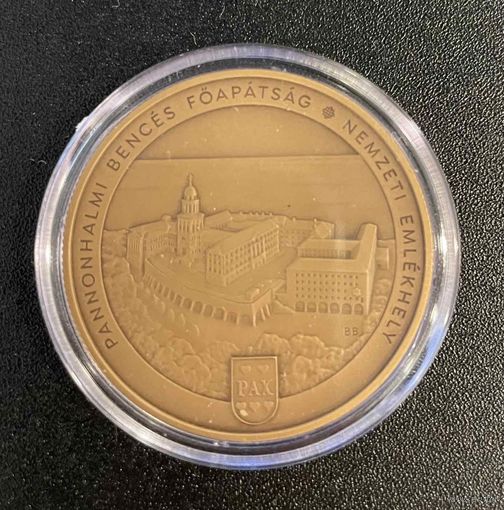 PANNONHALMI BENCÉS FŐAPÁTSÁG NEMZETI EMLÉKHELY
BB
PAX